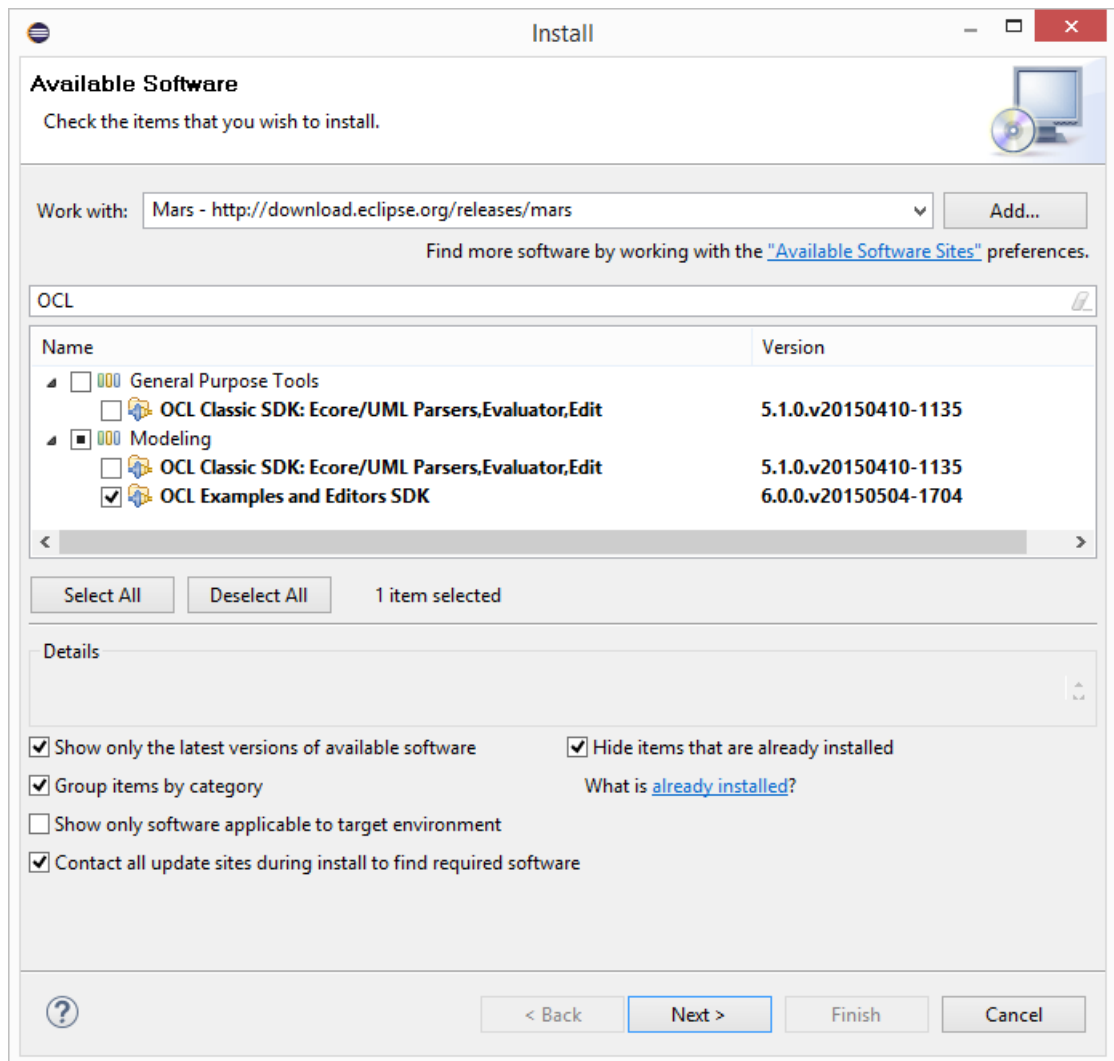 Install
Available Software
Check the items that you wish to install.
Work with: Mars - http://download.eclipse.org/releases/mars Add...
Find more software by working with the "Available Software Sites" preferences.
OCL
Name Version
General Purpose Tools
OCL Classic SDK: Ecore/UML Parsers,Evaluator,Edit 5.1.0.v20150410-1135
Modeling
OCL Classic SDK: Ecore/UML Parsers,Evaluator,Edit 5.1.0.v20150410-1135
OCL Examples and Editors SDK 6.0.0.v20150504-1704
Select All Deselect All 1 item selected
Details
Show only the latest versions of available software Hide items that are already installed
Group items by category What is already installed?
Show only software applicable to target environment
Contact all update sites during install to find required software
? < Back Next > Finish Cancel